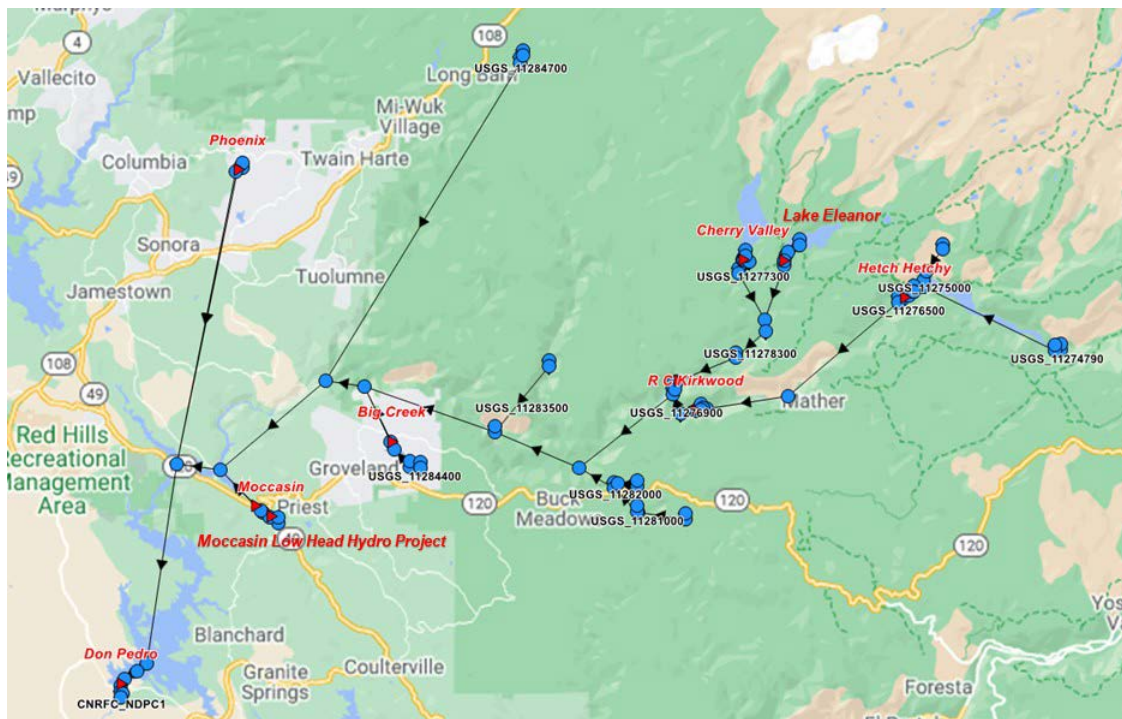 Murphys
108
4
Vallecito
Long Barn
USGS_11284700
Mi-Wuk
Village
Phoenix
Columbia
Twain Harte
49
Sonora
Tuolumne
Jamestown
Cherry Valley
Lake Eleanor
USGS_11277300
Hetch Hetchy
USGS_11275000
USGS_11276500
USGS_11278300
USGS_11274790
108
49
R C Kirkwood
Mather
USGS_11276900
Big Creek
USGS_11283500
Red Hills
Recreational
Management
Area
Groveland
USGS_11284400
120
Moccasin
Priest
Buck
Meadows
USGS_11282000
120
USGS_11281000
Moccasin Low Head Hydro Project
49
120
Blanchard
Don Pedro
Granite
Springs
Coulterville
CNRFC_NDPC1
Foresta